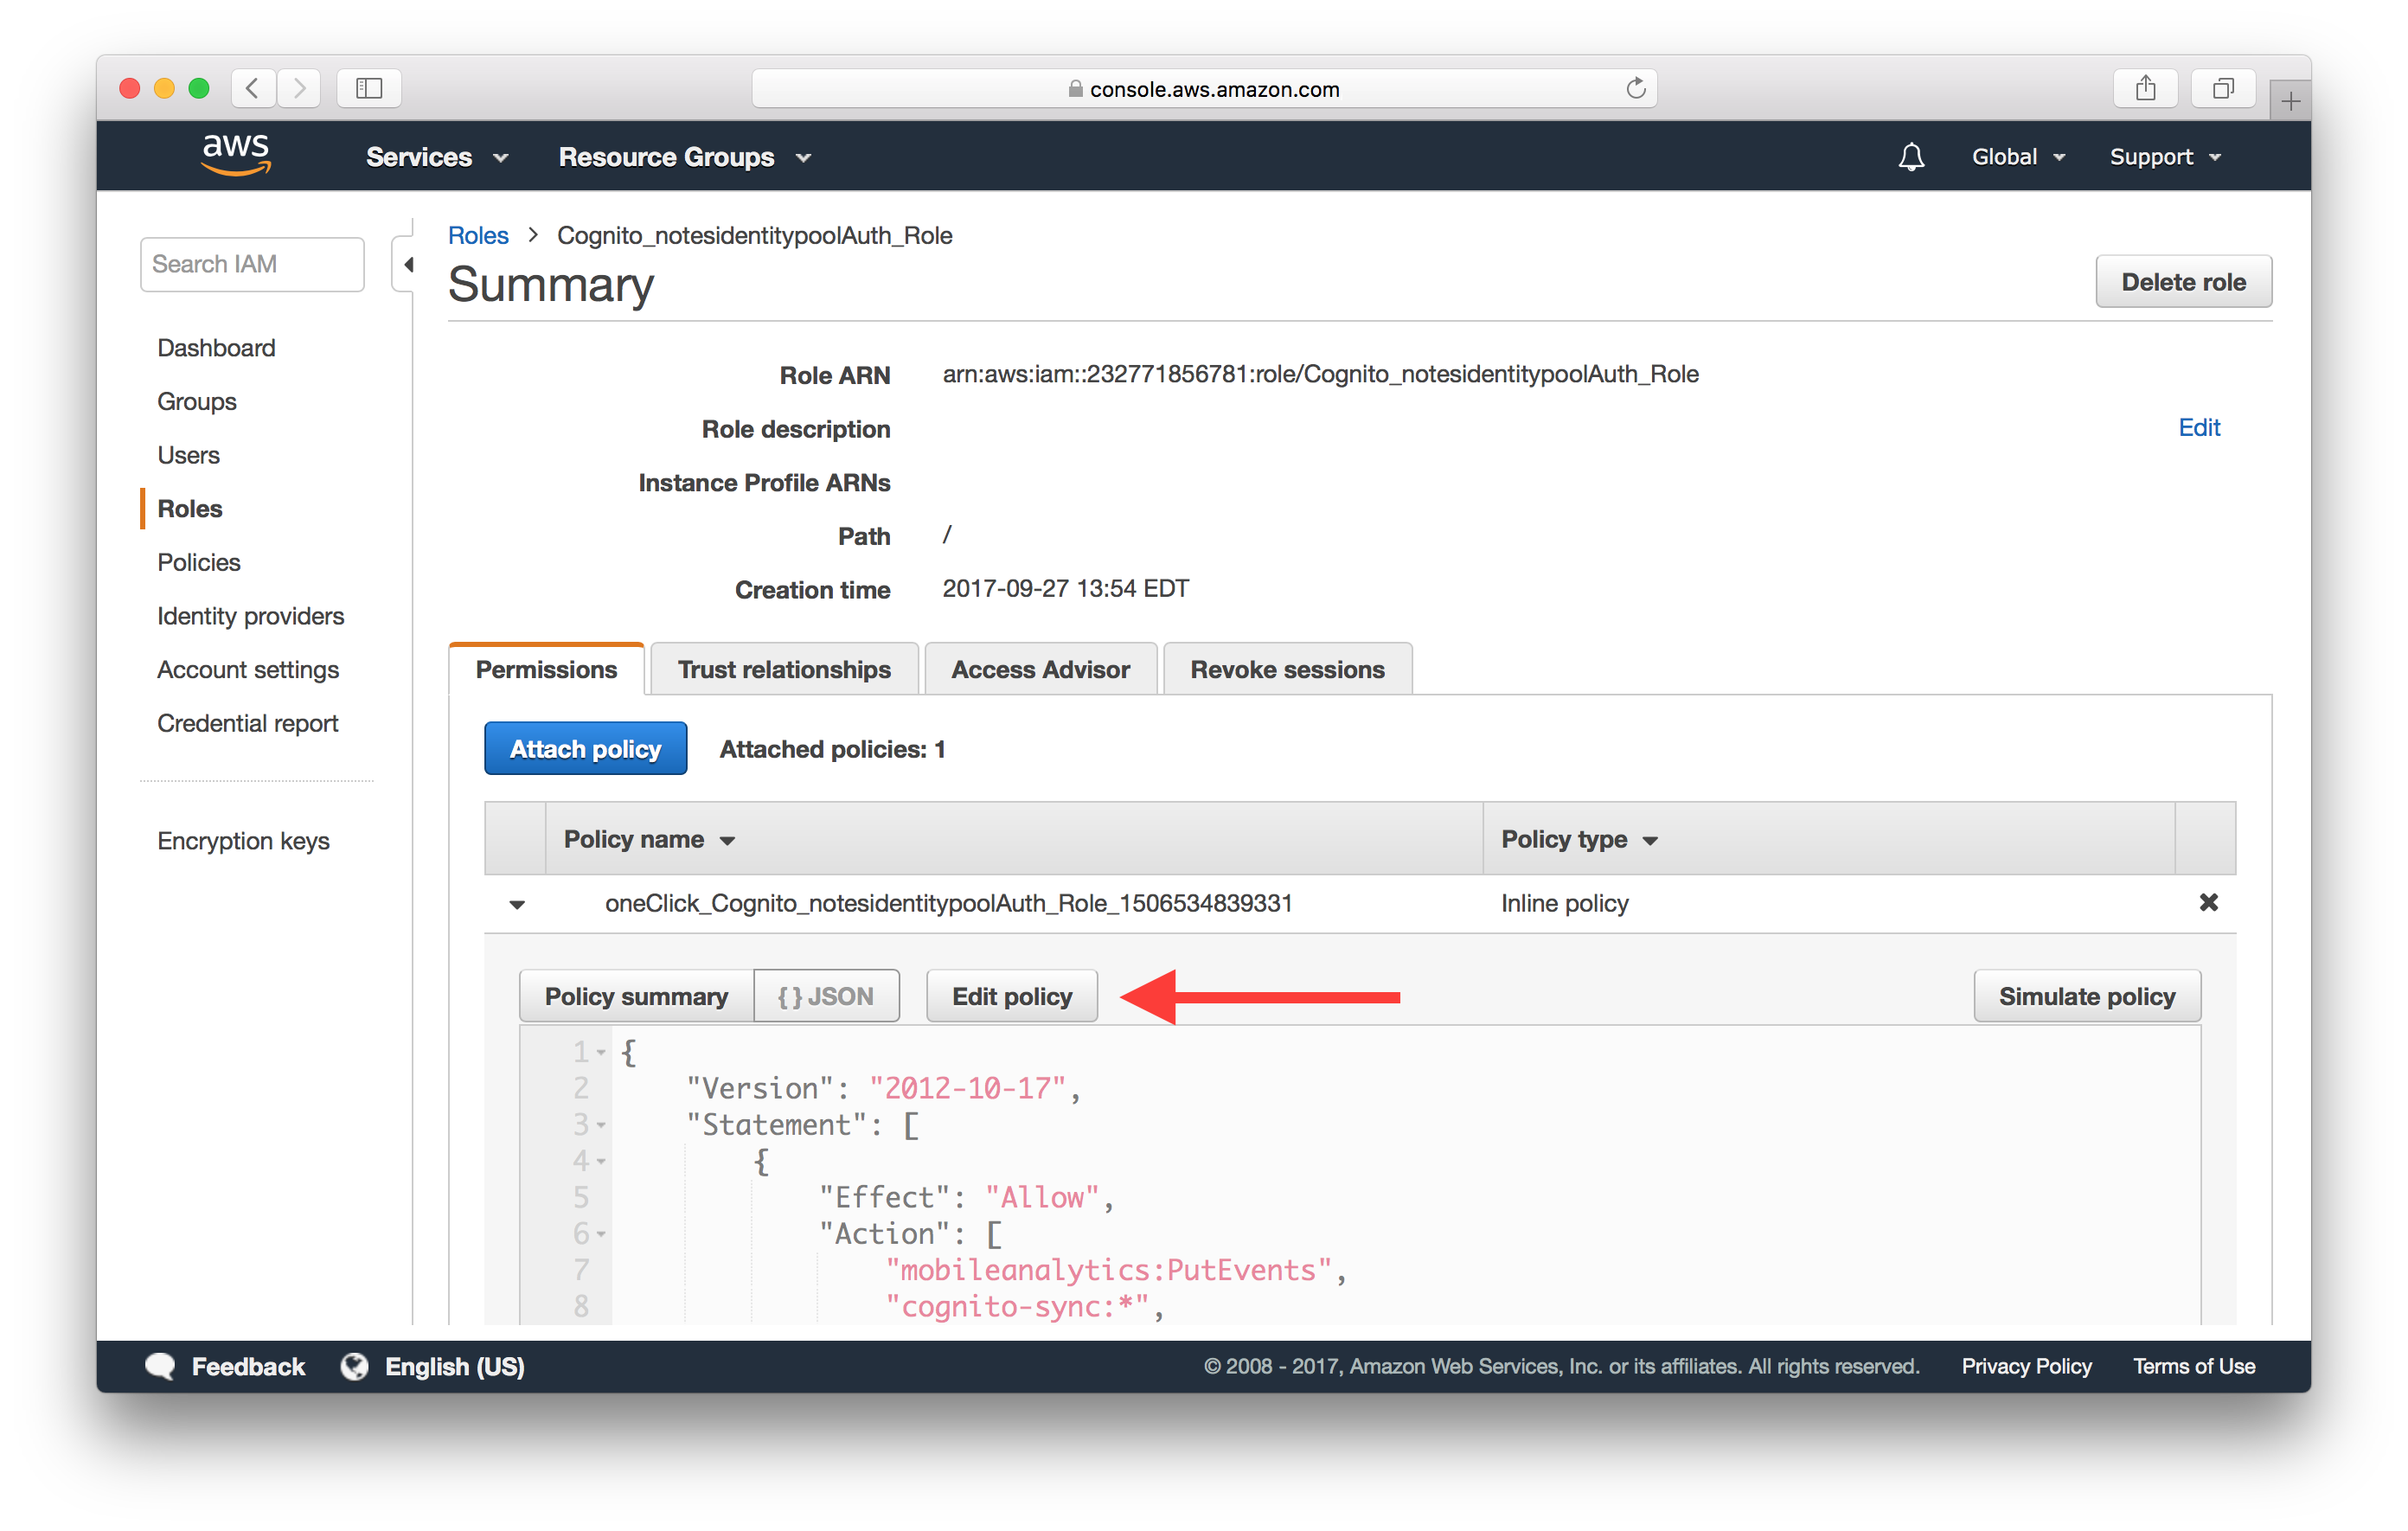 console.aws.amazon.com
aws Services Resource Groups Global Support
Search IAM
Dashboard
Groups
Users
Roles
Policies
Identity providers
Account settings
Credential report
Encryption keys
Roles > Cognito_notesidentitypoolAuth_Role
Summary
Delete role
Role ARN arn:aws:iam::232771856781:role/Cognito_notesidentitypoolAuth_Role
Role description Edit
Instance Profile ARNs
Path /
Creation time 2017-09-27 13:54 EDT
Permissions Trust relationships Access Advisor Revoke sessions
Attach policy Attached policies: 1
Policy name Policy type
oneClick_Cognito_notesidentitypoolAuth_Role_1506534839331 Inline policy
Policy summary { } JSON Edit policy Simulate policy
1 {
2 "Version": "2012-10-17",
3 "Statement": [
4 {
5 "Effect": "Allow",
6 "Action": [
7 "mobileanalytics:PutEvents",
8 "cognito-sync:*",
Feedback English (US) © 2008 - 2017, Amazon Web Services, Inc. or its affiliates. All rights reserved. Privacy Policy Terms of Use